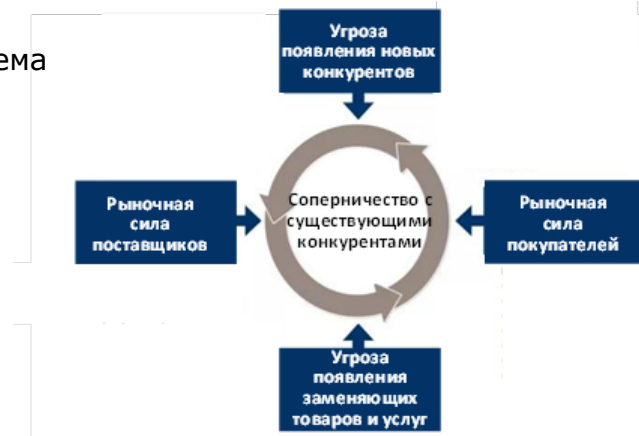 Угроза
появления новых
конкурентов
ема
Рыночная
сила
поставщиков
Соперничество с
существующими
конкурентами
Рыночная
сила
покупателей
Угроза
появления
заменяющих
товаров и услуг